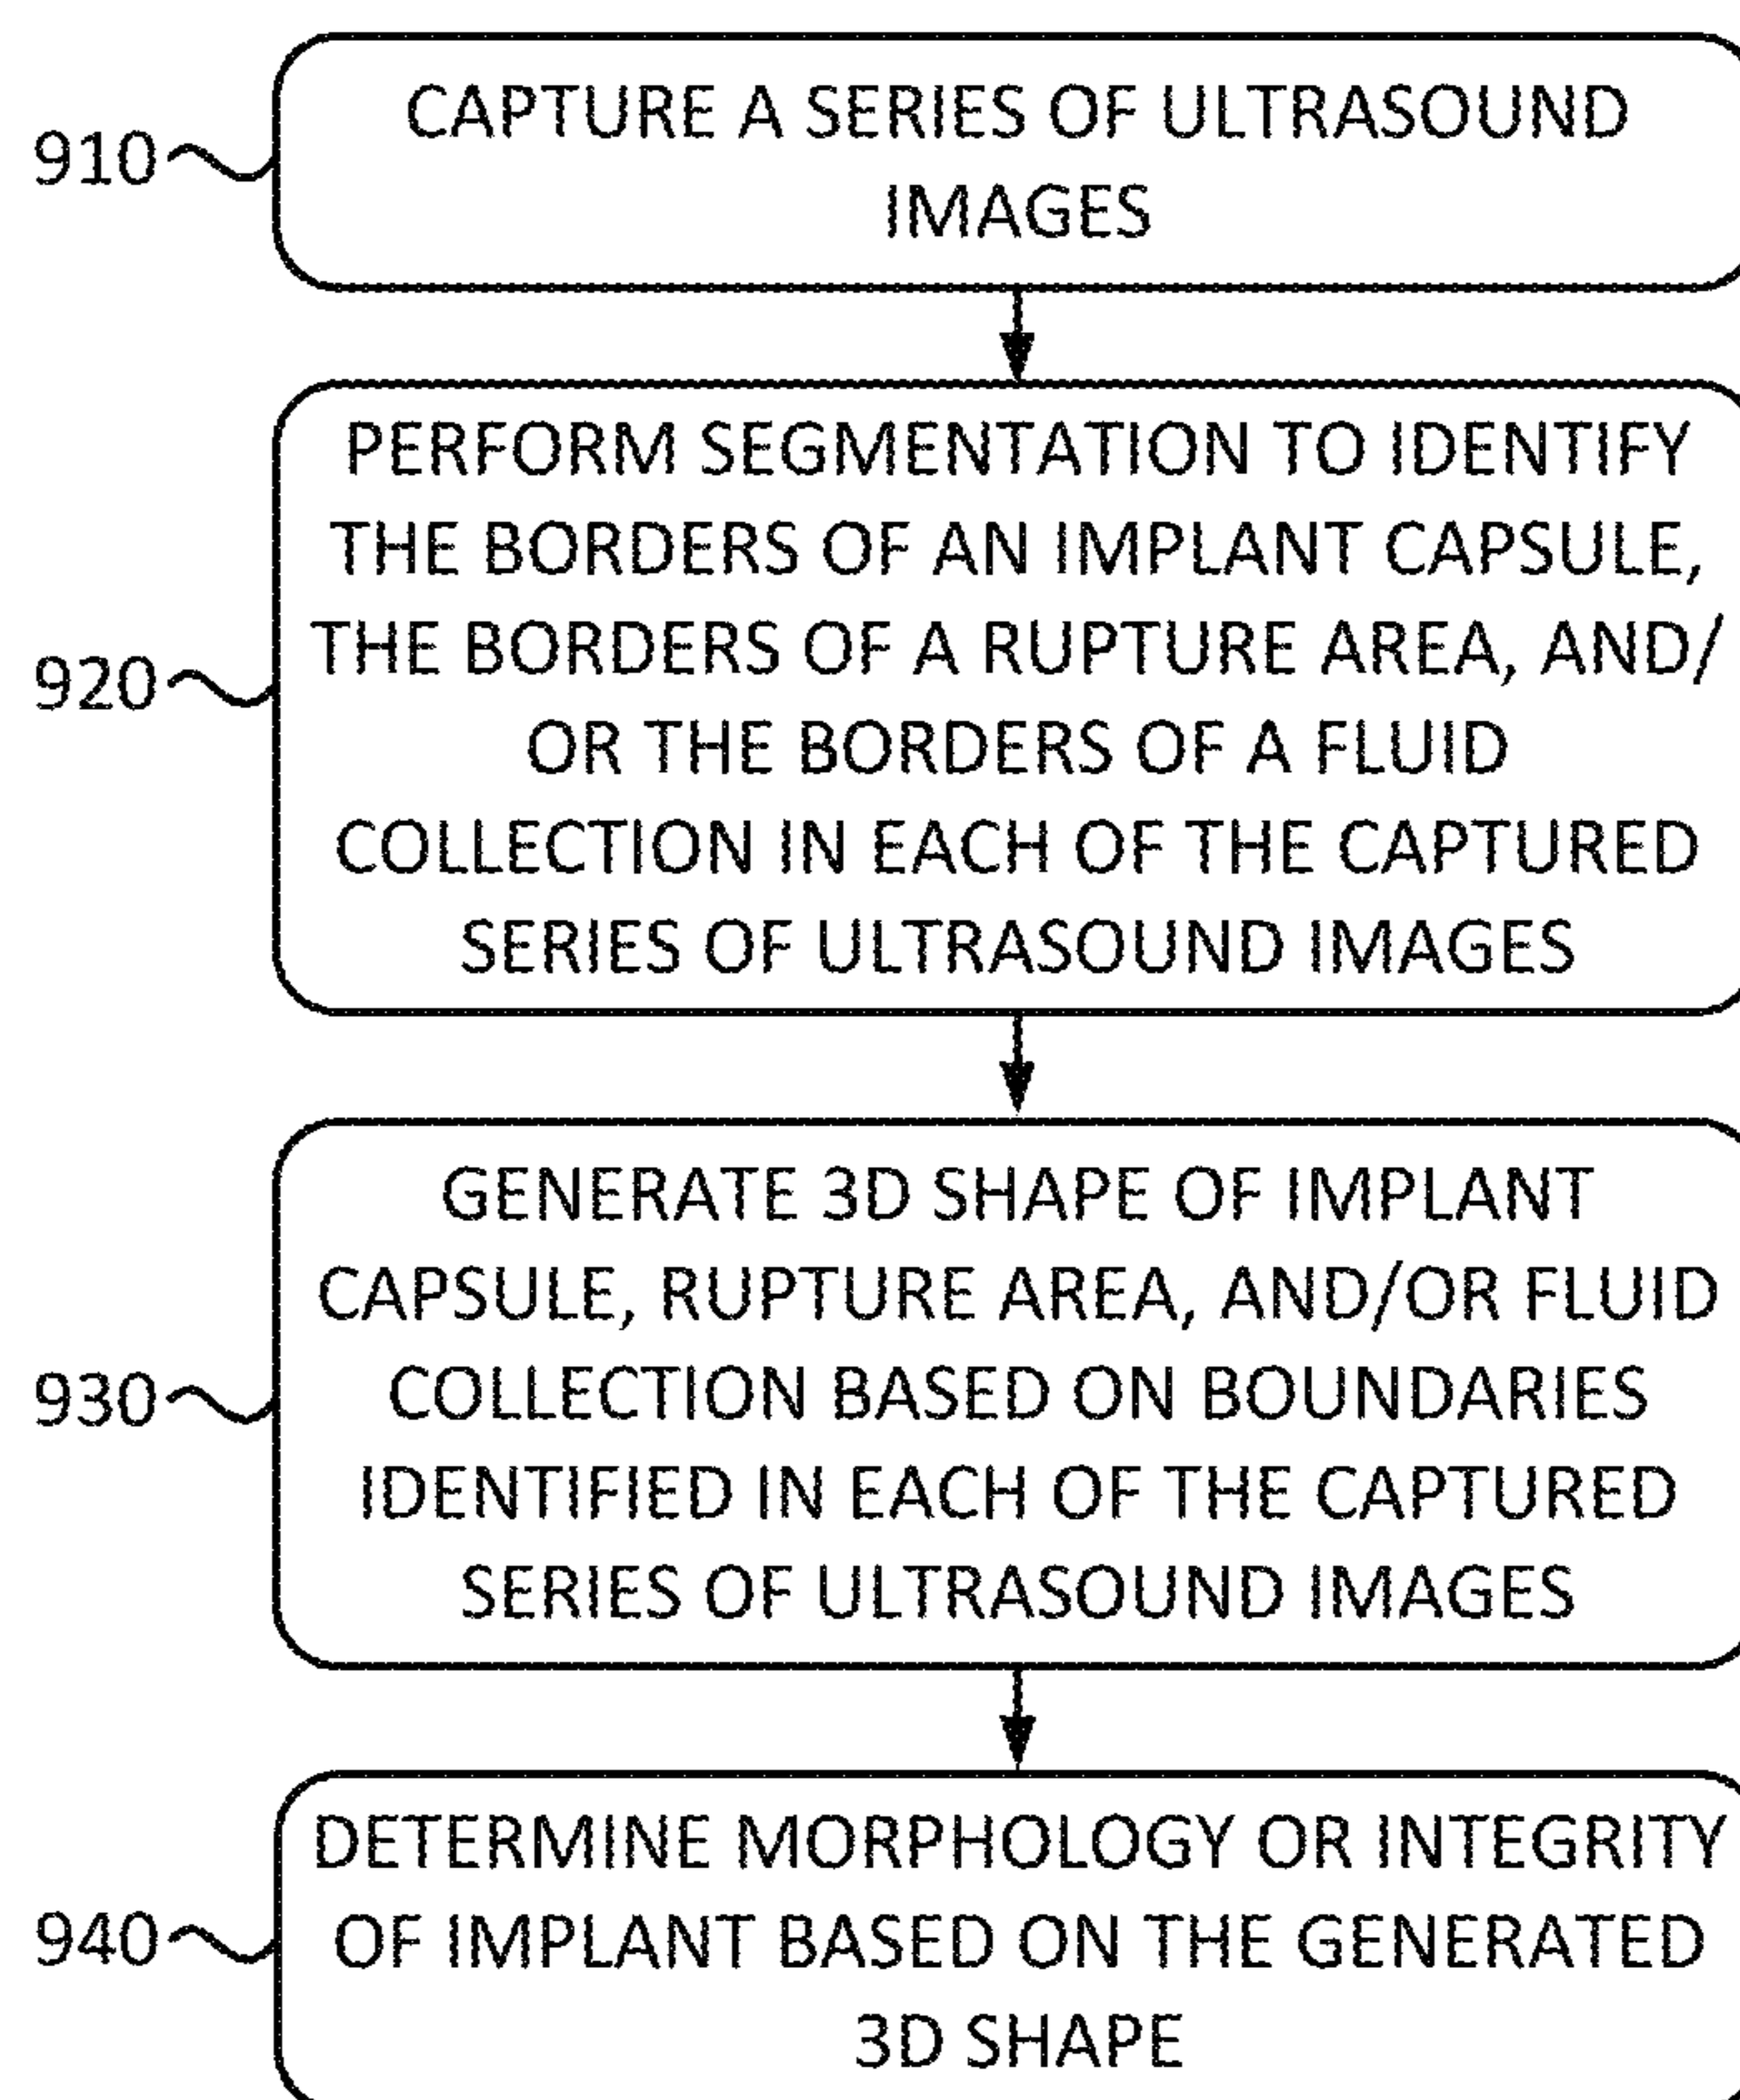 910
CAPTURE A SERIES OF ULTRASOUND
IMAGES
920
PERFORM SEGMENTATION TO IDENTIFY
THE BORDERS OF AN IMPLANT CAPSULE,
THE BORDERS OF A RUPTURE AREA, AND/
OR THE BORDERS OF A FLUID
COLLECTION IN EACH OF THE CAPTURED
SERIES OF ULTRASOUND IMAGES
930
GENERATE 3D SHAPE OF IMPLANT
CAPSULE, RUPTURE AREA, AND/OR FLUID
COLLECTION BASED ON BOUNDARIES
IDENTIFIED IN EACH OF THE CAPTURED
SERIES OF ULTRASOUND IMAGES
940
DETERMINE MORPHOLOGY OR INTEGRITY
OF IMPLANT BASED ON THE GENERATED
3D SHAPE